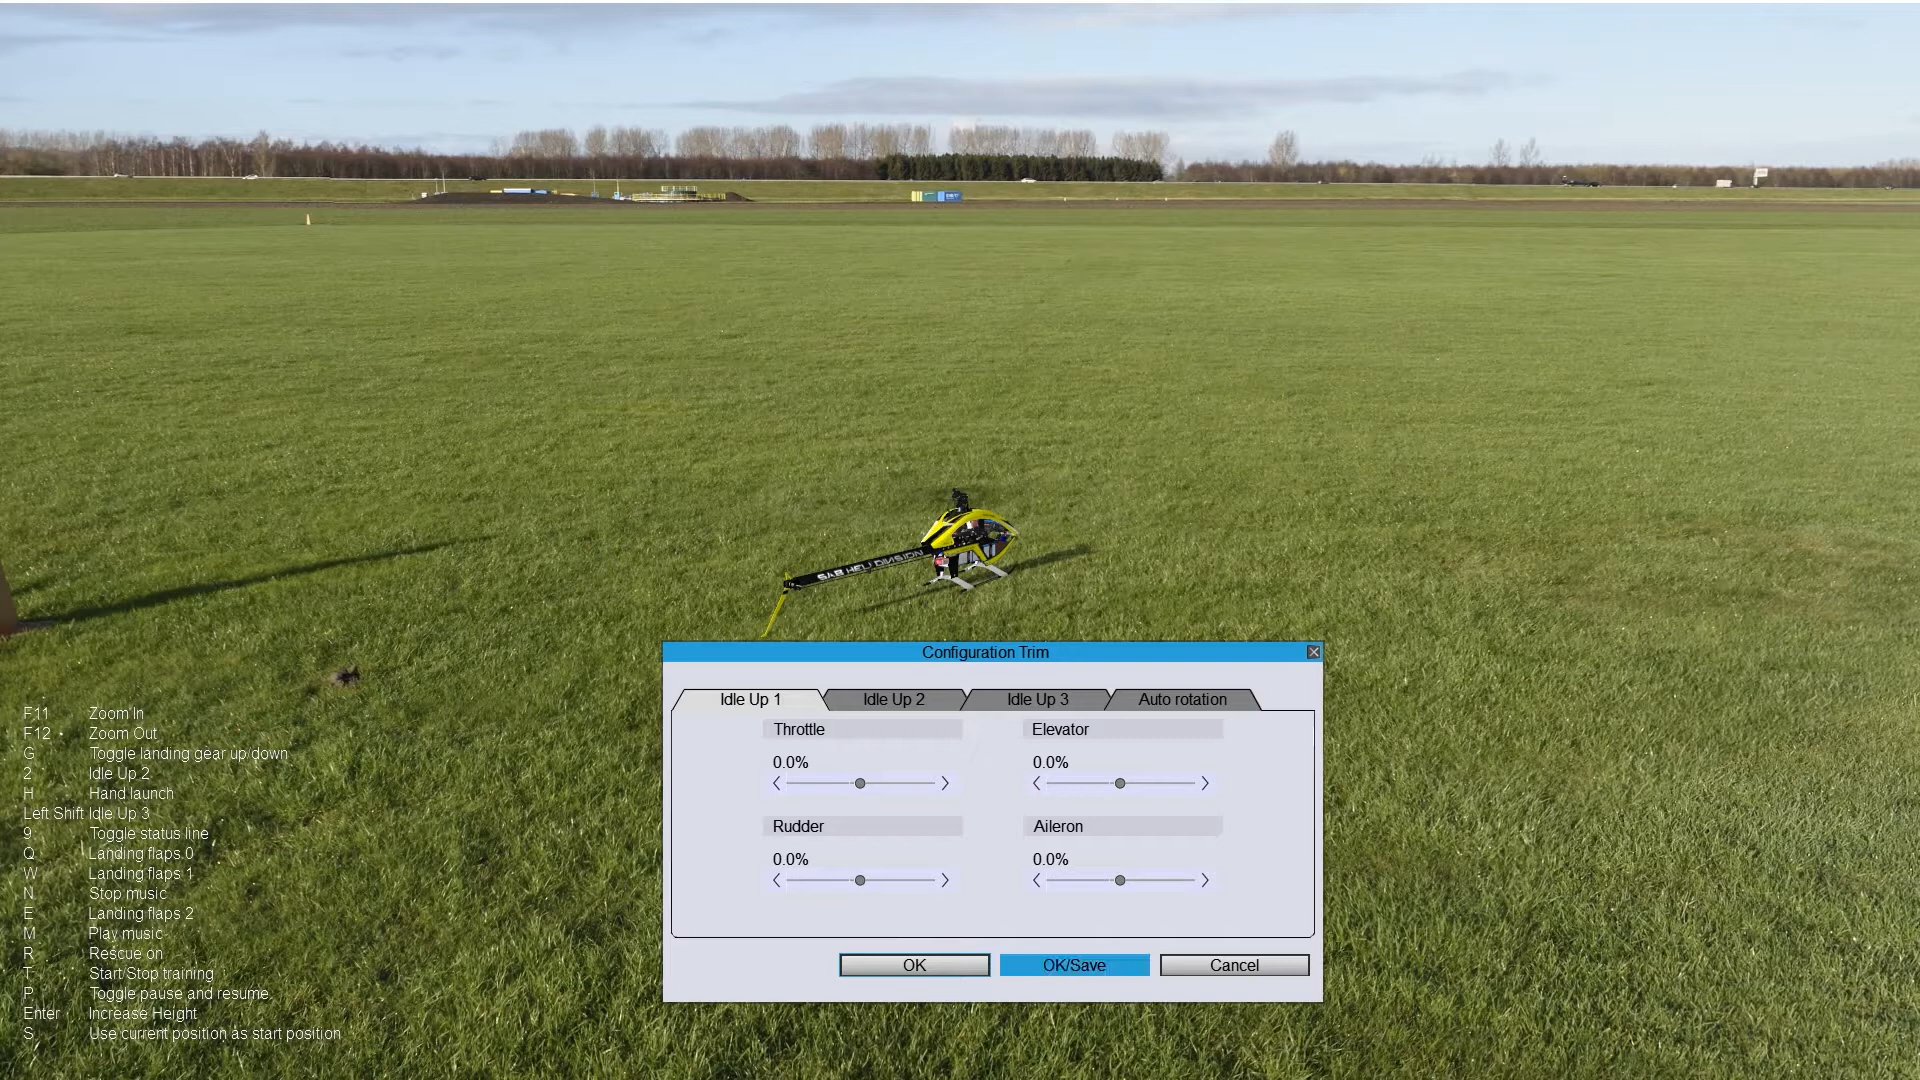 SAB HELI DIVISION
Configuration Trim
Idle Up 1 Idle Up 2 Idle Up 3 Auto rotation
Throttle Elevator
0.0% 0.0%
Rudder Aileron
0.0% 0.0%
OK OK/Save Cancel
F11 Zoom In
F12 Zoom Out
G Toggle landing gear up/down
2 Idle Up 2
H Hand launch
Left Shift Idle Up 3
9 Toggle status line
Q Landing flaps 0
W Landing flaps 1
N Stop music
E Landing flaps 2
M Play music
R Rescue on
T Start/Stop training
P Toggle pause and resume
Enter Increase Height
S Use current position as start position